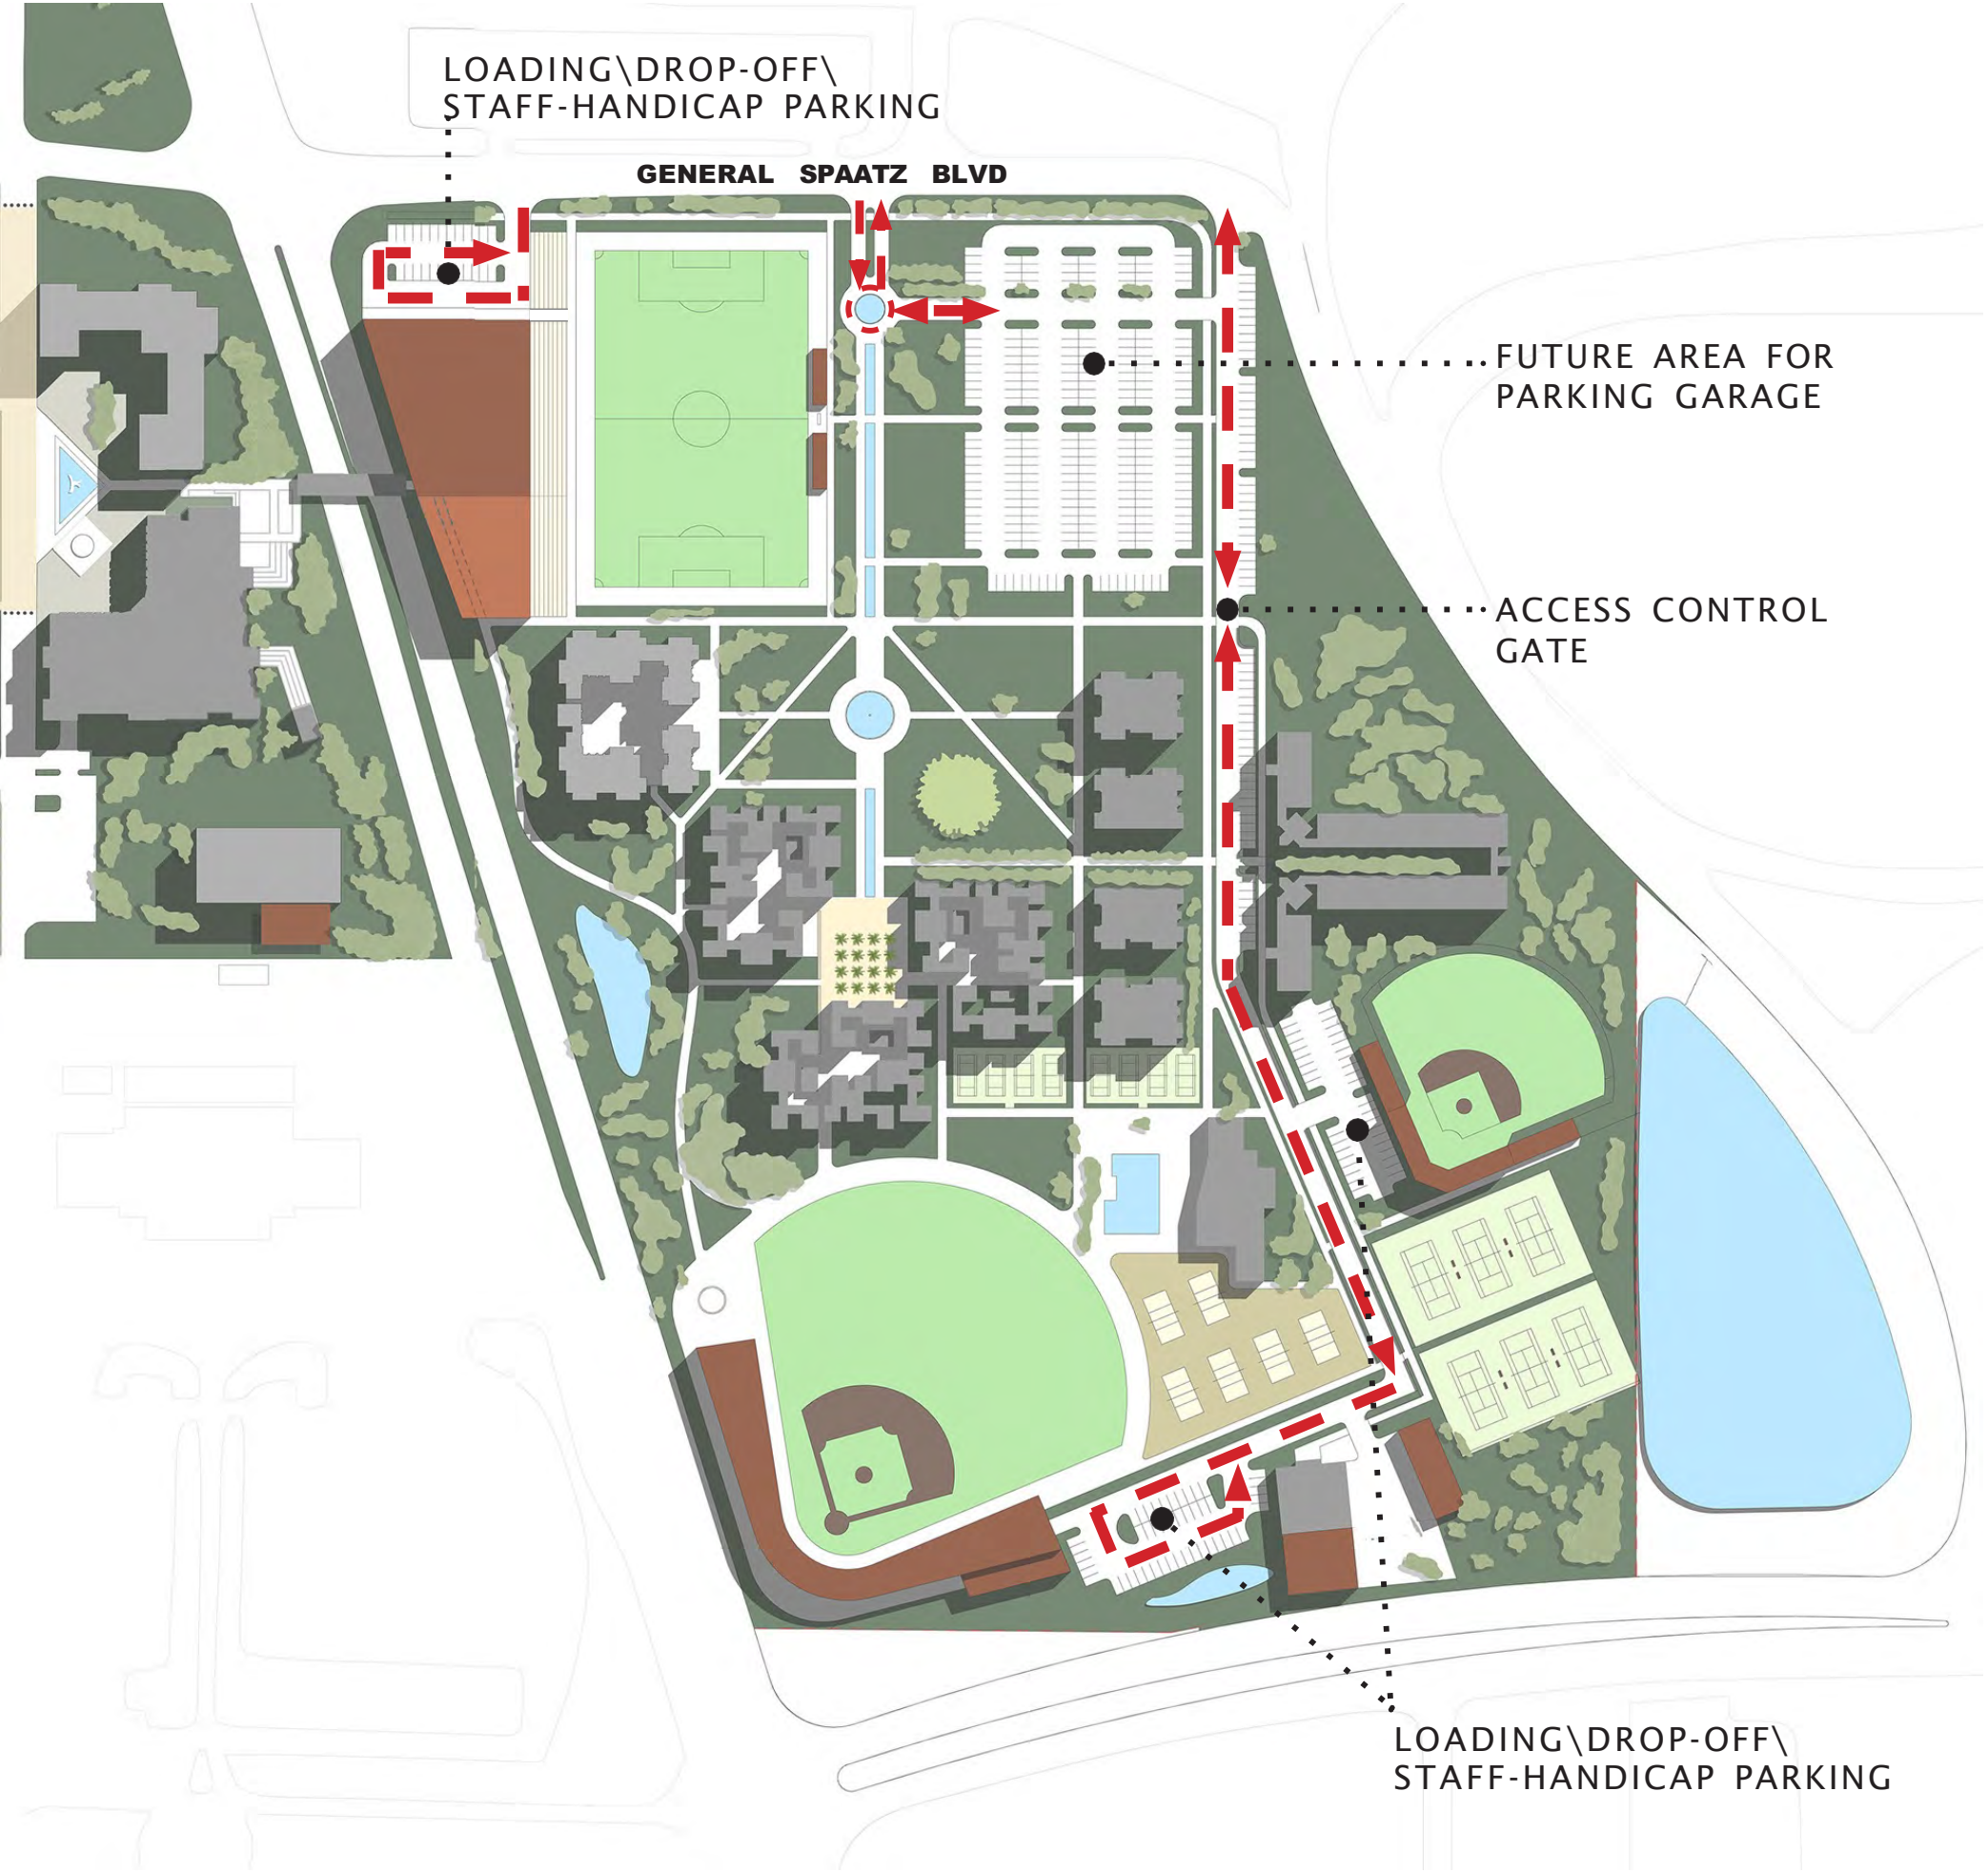 LOADING\DROP-OFF\
STAFF-HANDICAP PARKING
GENERAL SPAATZ BLVD
FUTURE AREA FOR
PARKING GARAGE
ACCESS CONTROL
GATE
LOADING\DROP-OFF\
STAFF-HANDICAP PARKING